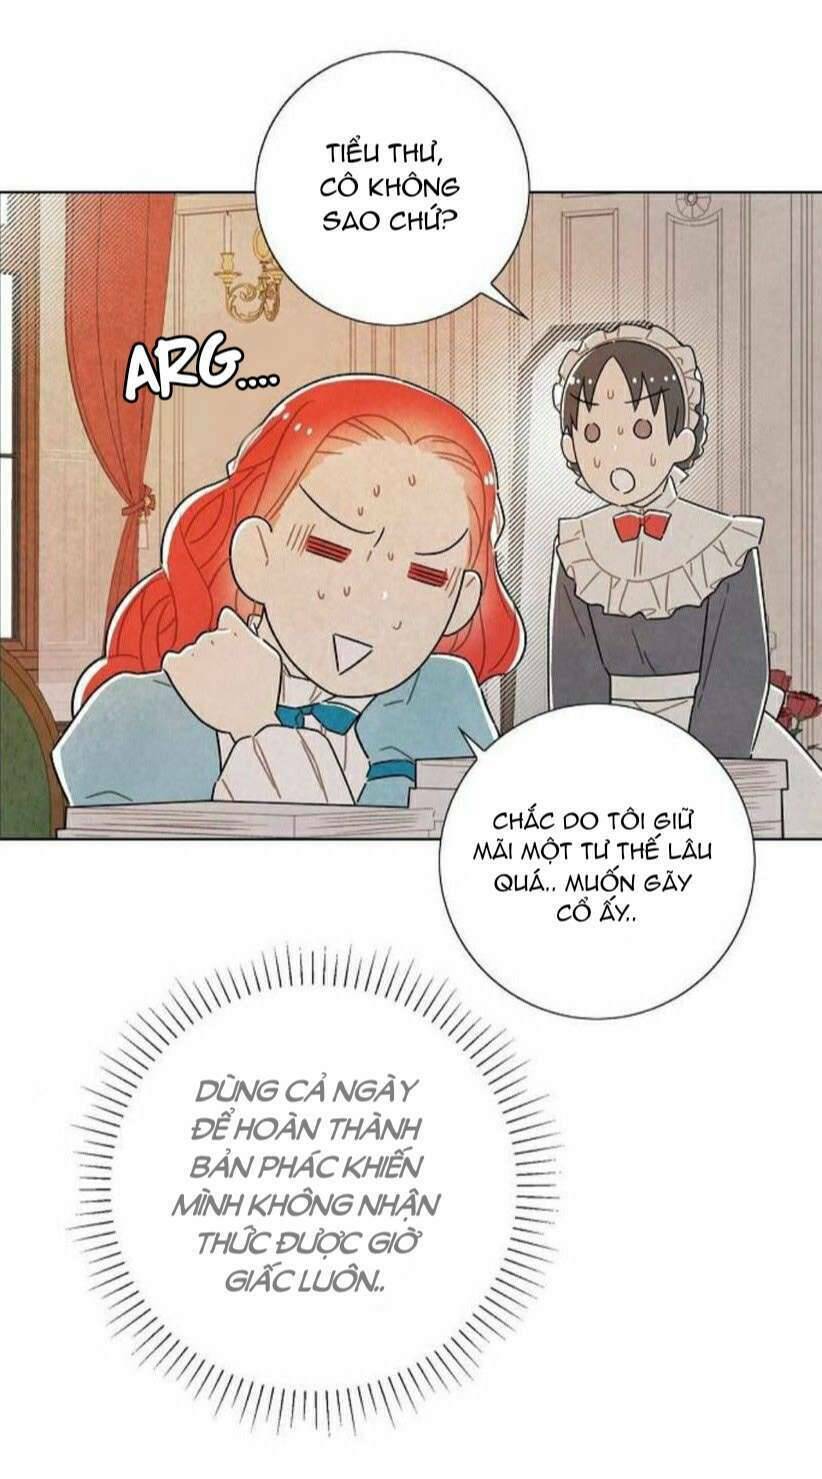 TIỂU THƯ,
CÔ KHÔNG
SAO CHỨ?
ARG....
CHẮC DO TÔI GIỮ
MÃI MỘT TƯ THẾ LÂU
QUÁ.. MUỐN GÃY
CỔ ẤY..
DÙNG CẢ NGÀY
ĐỂ HOÀN THÀNH
BẢN PHÁC KHIẾN
MÌNH KHÔNG NHẬN
THỨC ĐƯỢC GIỜ
GIẤC LUÔN..